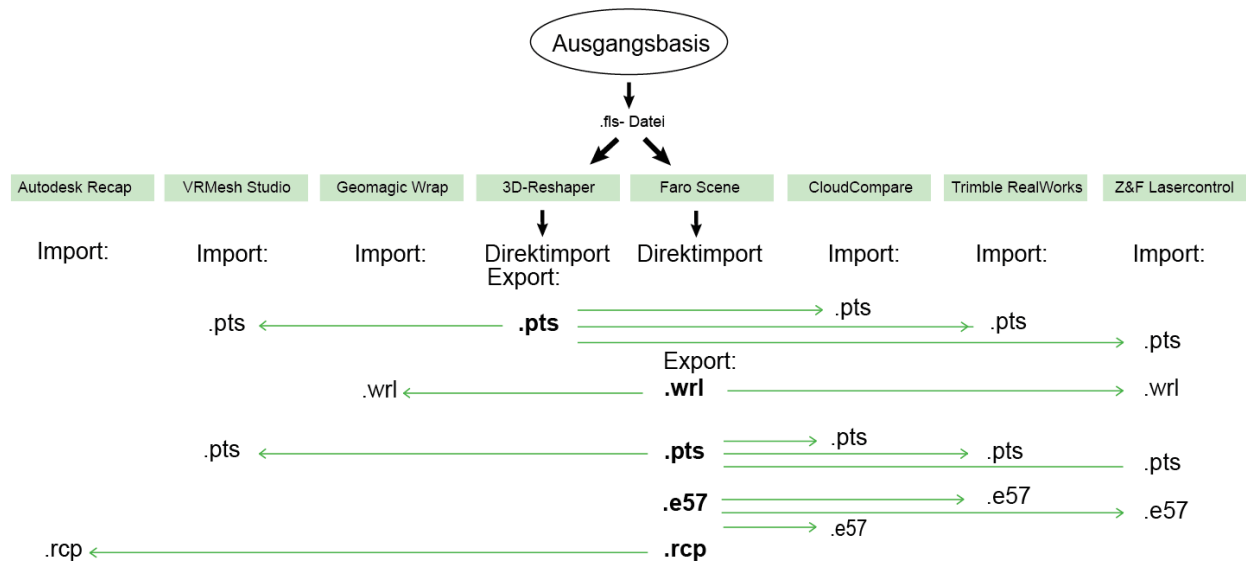 Ausgangsbasis
.fls- Datei
Autodesk Recap VRMesh Studio Geomagic Wrap 3D-Reshaper Faro Scene CloudCompare Trimble RealWorks Z&F Lasercontrol
Import: Import: Import: Direktimport Direktimport Import: Import: Import:
Export:
.pts .pts .pts .pts .pts
Export:
.wrl .wrl .wrl
.pts .pts .pts .pts .pts
.e57 .e57 .e57 .e57
.rcp .rcp